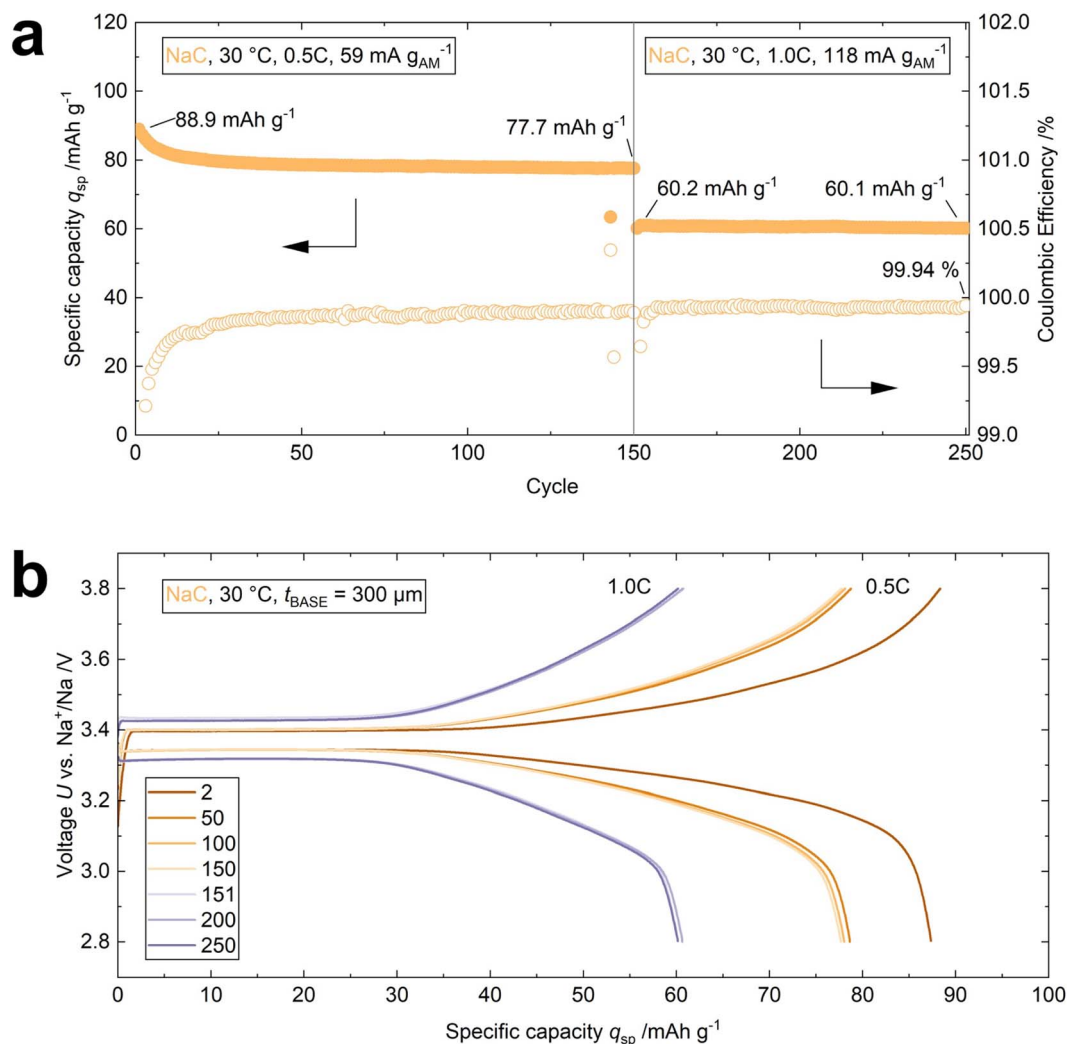 a
NaC, 30 °C, 0.5C, 59 mA g_AM⁻¹
NaC, 30 °C, 1.0C, 118 mA g_AM⁻¹
88.9 mAh g⁻¹
77.7 mAh g⁻¹
60.2 mAh g⁻¹
60.1 mAh g⁻¹
99.94 %
Specific capacity q_sp /mAh g⁻¹
120
100
80
60
40
20
0
102.0
101.5
101.0
100.5
100.0
99.5
99.0
Coulombic Efficiency /%
0
50
100
150
200
250
Cycle
b
NaC, 30 °C, t_BASE = 300 µm
1.0C
0.5C
Voltage U vs. Na⁺/Na /V
3.8
3.6
3.4
3.2
3.0
2.8
2
50
100
150
151
200
250
0
10
20
30
40
50
60
70
80
90
100
Specific capacity q_sp /mAh g⁻¹